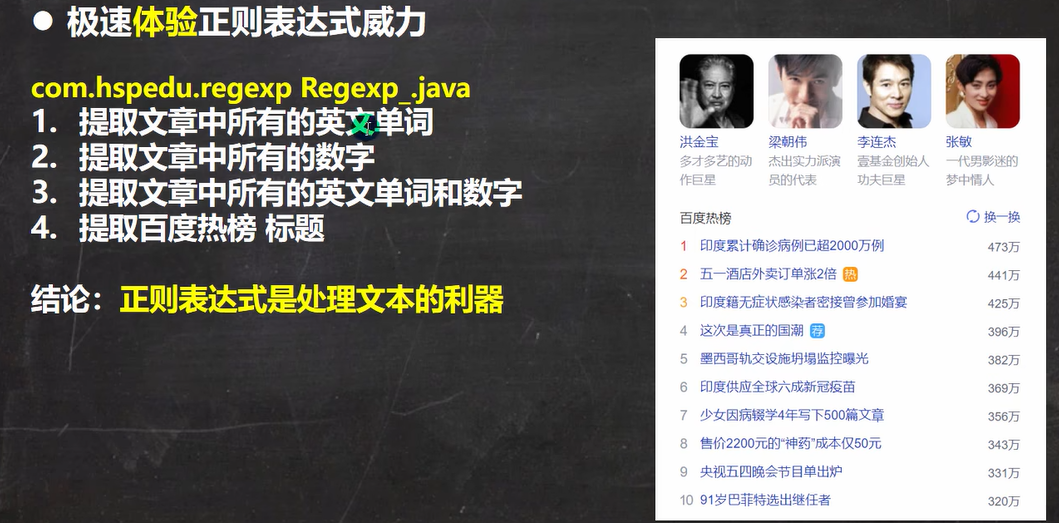 ● 极速体验正则表达式威力
com.hspedu.regexp Regexp_.java
1. 提取文章中所有的英文单词
2. 提取文章中所有的数字
3. 提取文章中所有的英文单词和数字
4. 提取百度热榜 标题
结论：正则表达式是处理文本的利器
洪金宝 梁朝伟 李连杰 张敏
多才多艺的动 杰出实力派演 壹基金创始人 一代男影迷的
作巨星 员的代表 功夫巨星 梦中情人
百度热榜 换一换
1 印度累计确诊病例已超2000万例 473万
2 五一酒店外卖订单涨2倍 热 441万
3 印度籍无症状感染者密接曾参加婚宴 425万
4 这次是真正的国潮 荐 396万
5 墨西哥轨交设施坍塌监控曝光 382万
6 印度供应全球六成新冠疫苗 369万
7 少女因病辍学4年写下500篇文章 356万
8 售价2200元的“神药”成本仅50元 343万
9 央视五四晚会节目单出炉 331万
10 91岁巴菲特选出继任者 320万